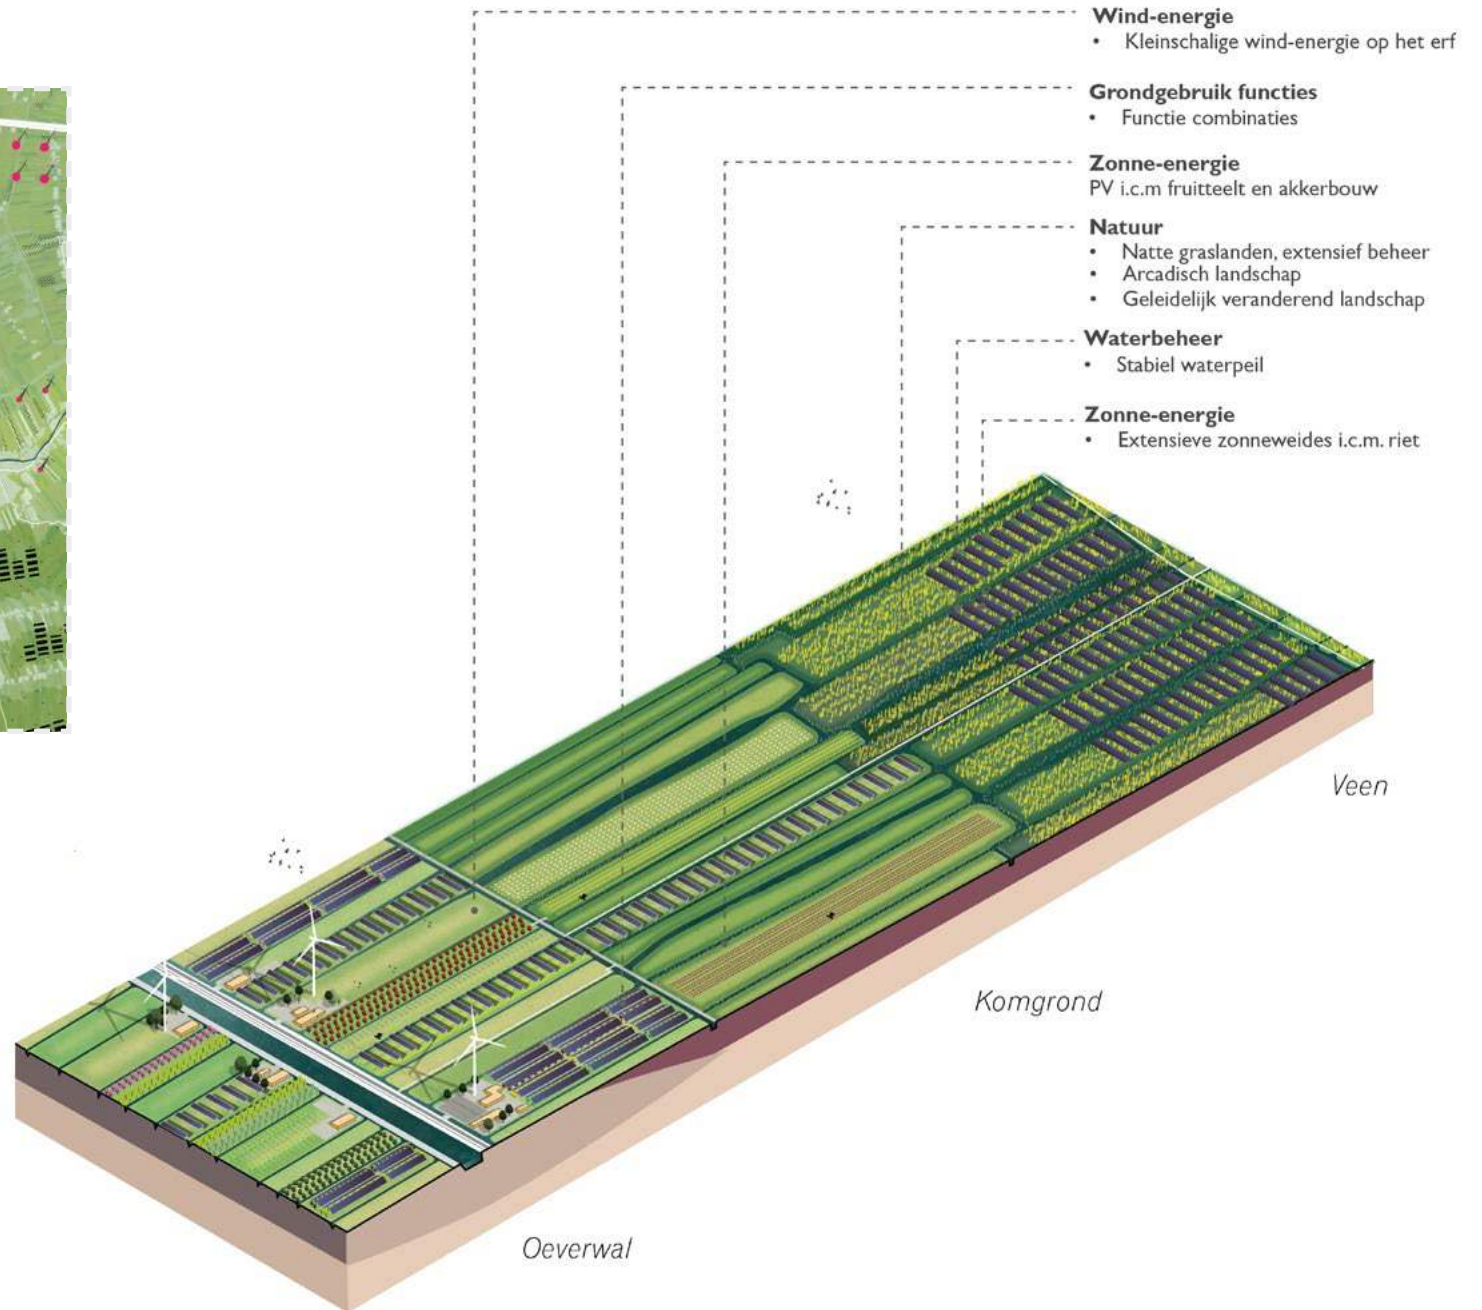 Wind-energie
• Kleinschalige wind-energie op het erf
Grondgebruik functies
• Functie combinaties
Zonne-energie
PV i.c.m fruitteelt en akkerbouw
Natuur
• Natte graslanden, extensief beheer
• Arcadisch landschap
• Geleidelijk veranderend landschap
Waterbeheer
• Stabiel waterpeil
Zonne-energie
• Extensieve zonneweides i.c.m. riet
Veen
Komgrond
Oeverwal